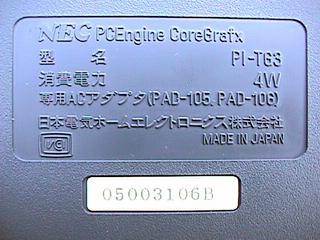 NEC PCEngine CoreGrafx
型名 PI-TG3
消費電力 4W
専用ACアダプタ(PAD-105, PAD-106)
日本電気ホームエレクトロニクス株式会社
MADE IN JAPAN
VCI
05003106B